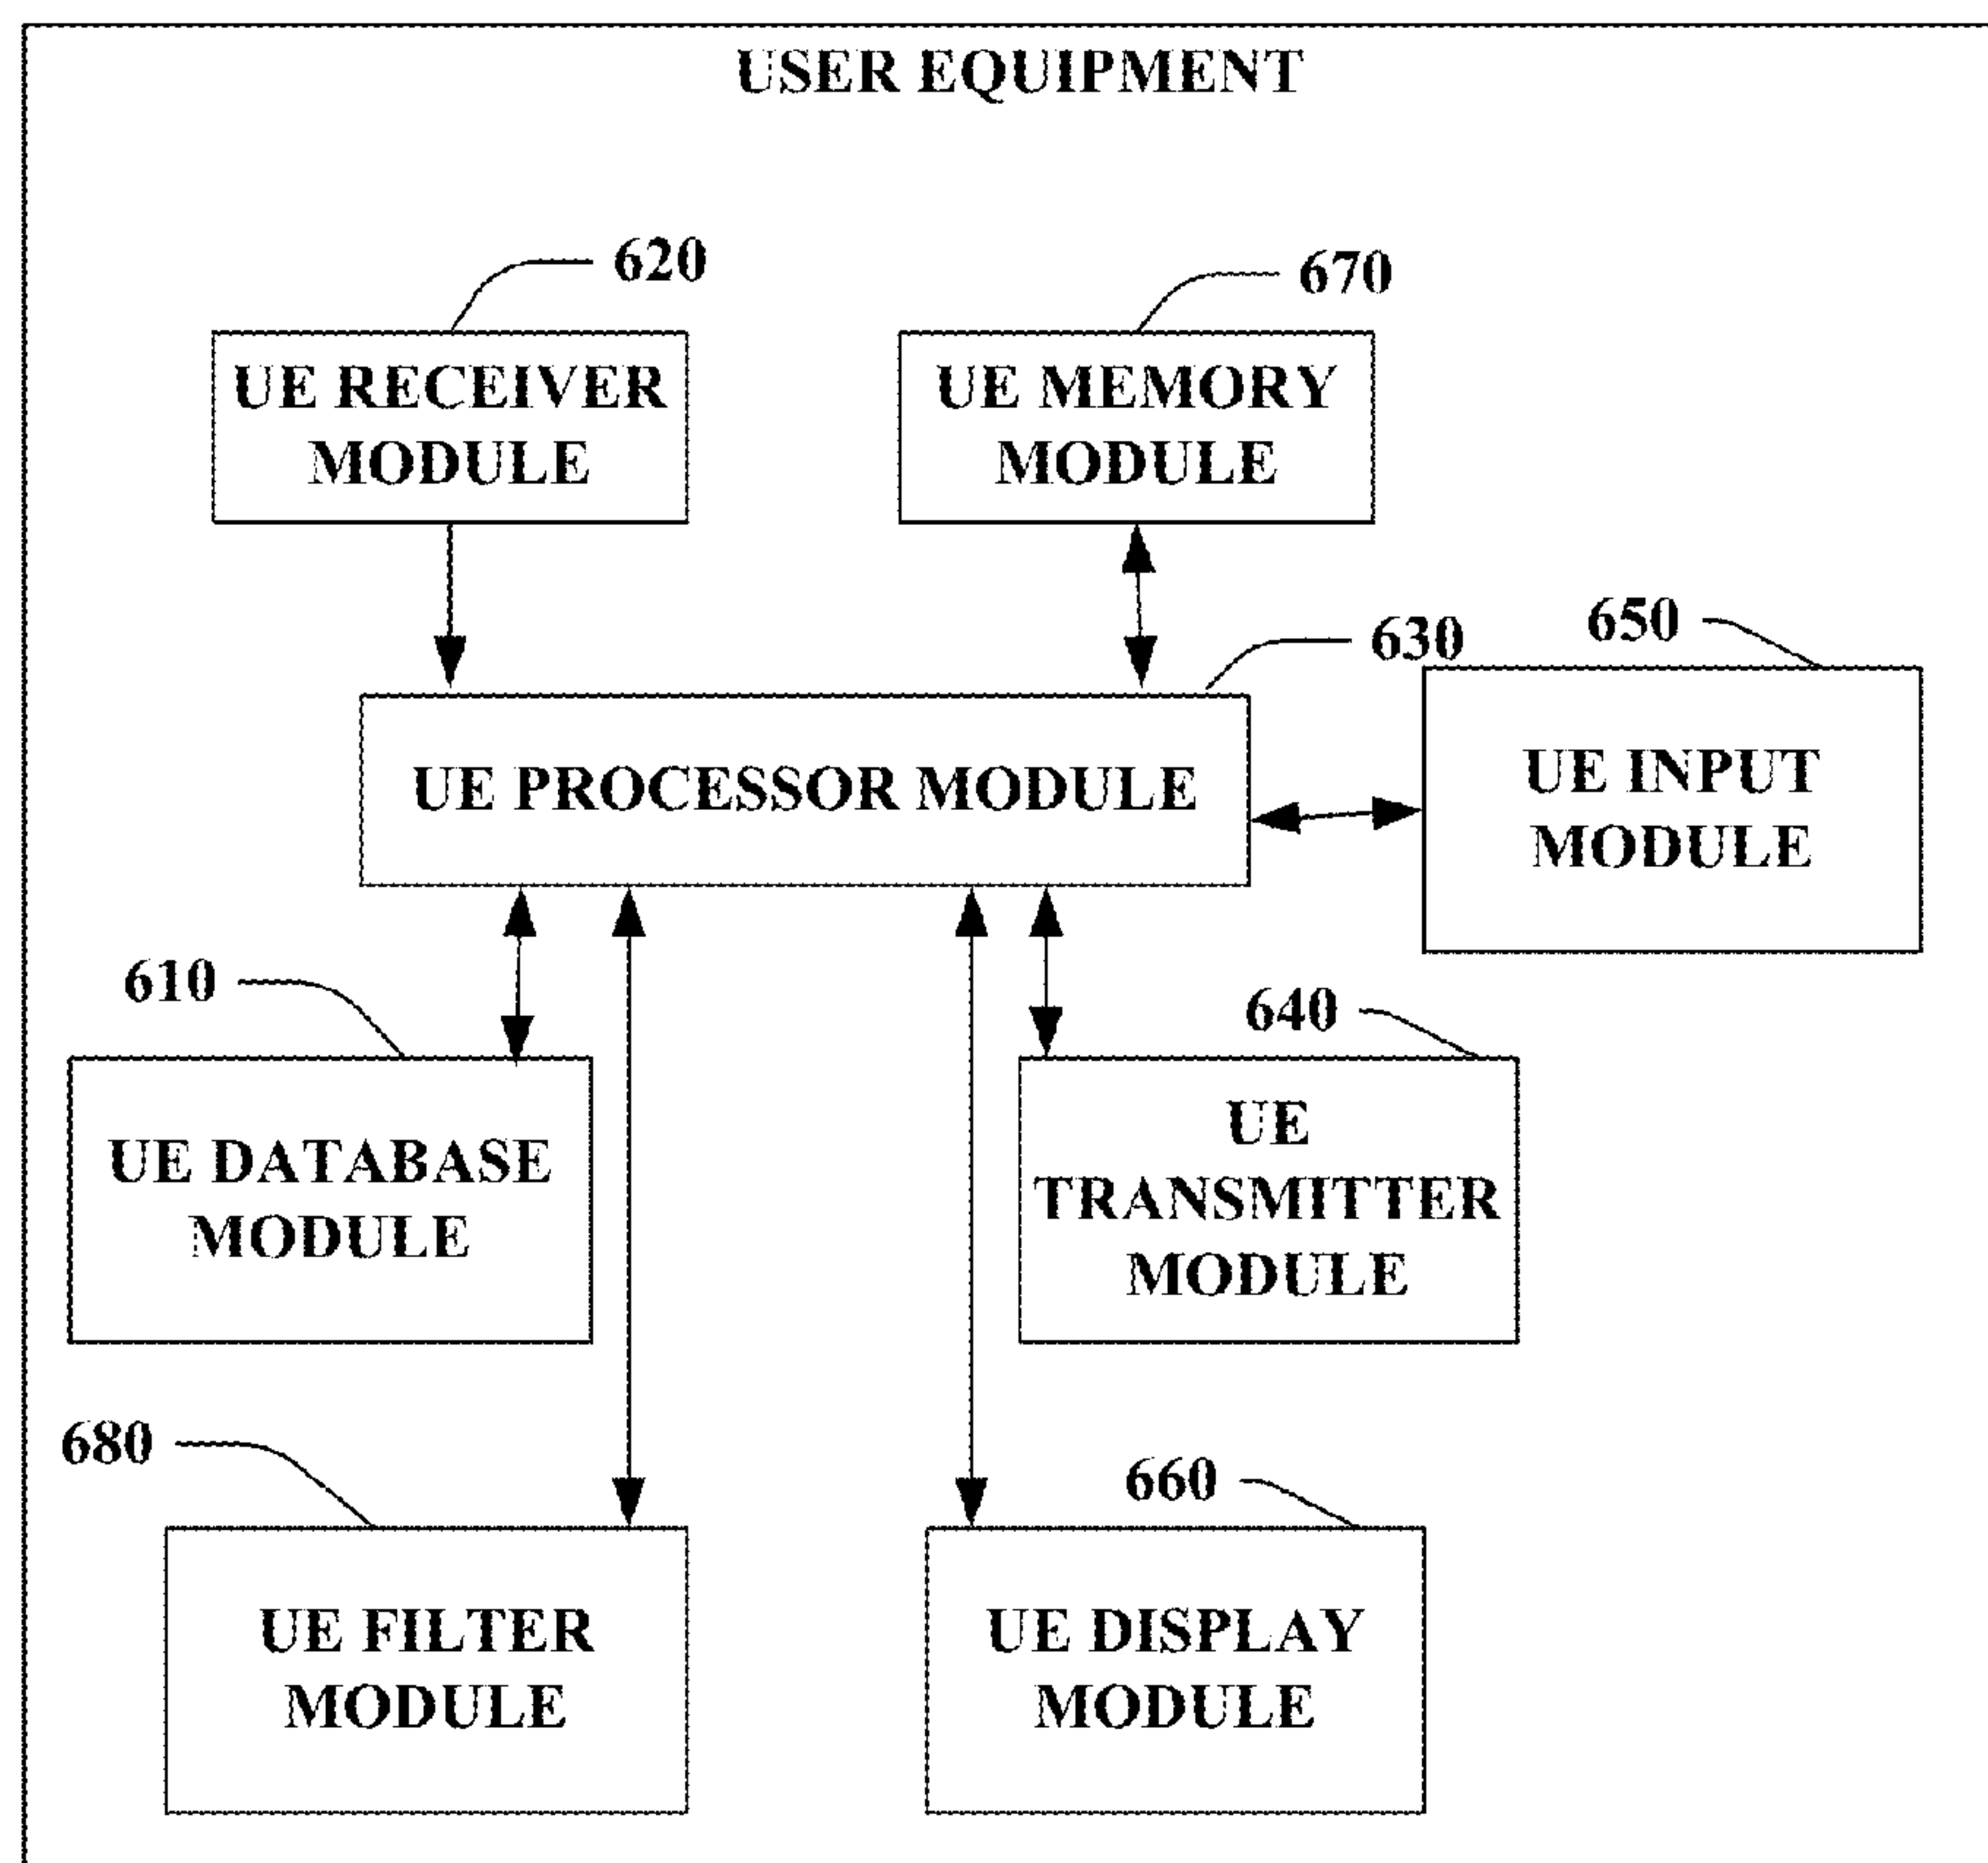 USER EQUIPMENT
620
670
UE RECEIVER
MODULE
UE MEMORY
MODULE
630
650
UE PROCESSOR MODULE
UE INPUT
MODULE
610
640
UE DATABASE
MODULE
UE
TRANSMITTER
MODULE
680
660
UE FILTER
MODULE
UE DISPLAY
MODULE